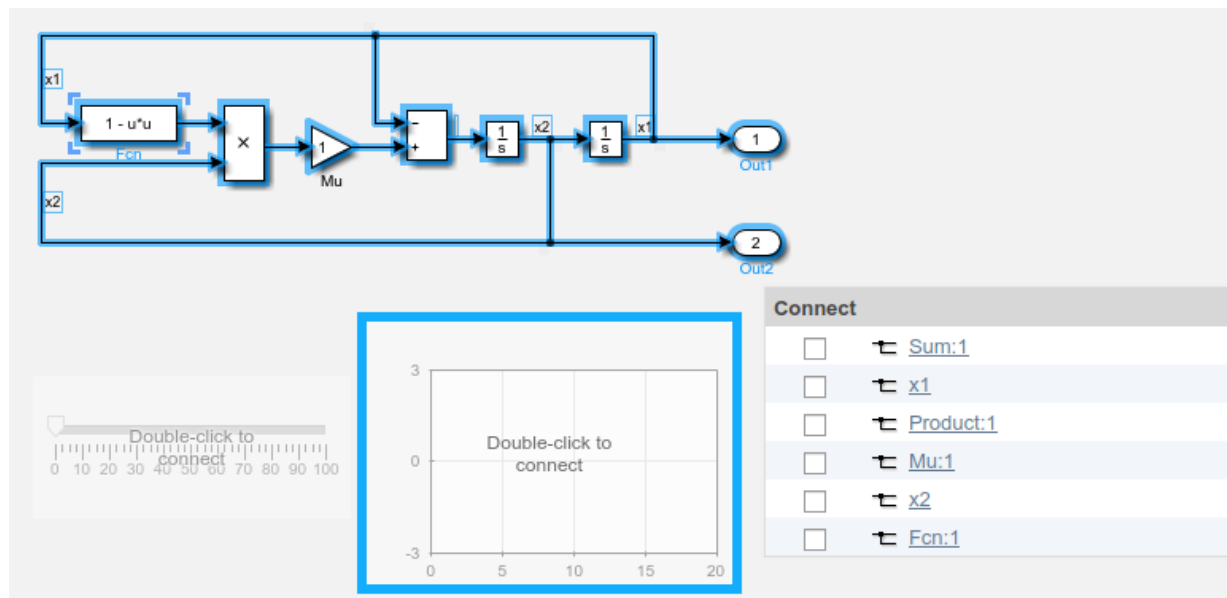 x1
1 - u*u
Fcn
×
1
Mu
−
+
1
s
x2
1
s
x1
1
Out1
x2
2
Out2
Connect
Sum:1
x1
Product:1
Mu:1
x2
Fcn:1
Double-click to
connect
0 10 20 30 40 50 60 70 80 90 100
3
0
-3
Double-click to
connect
0 5 10 15 20